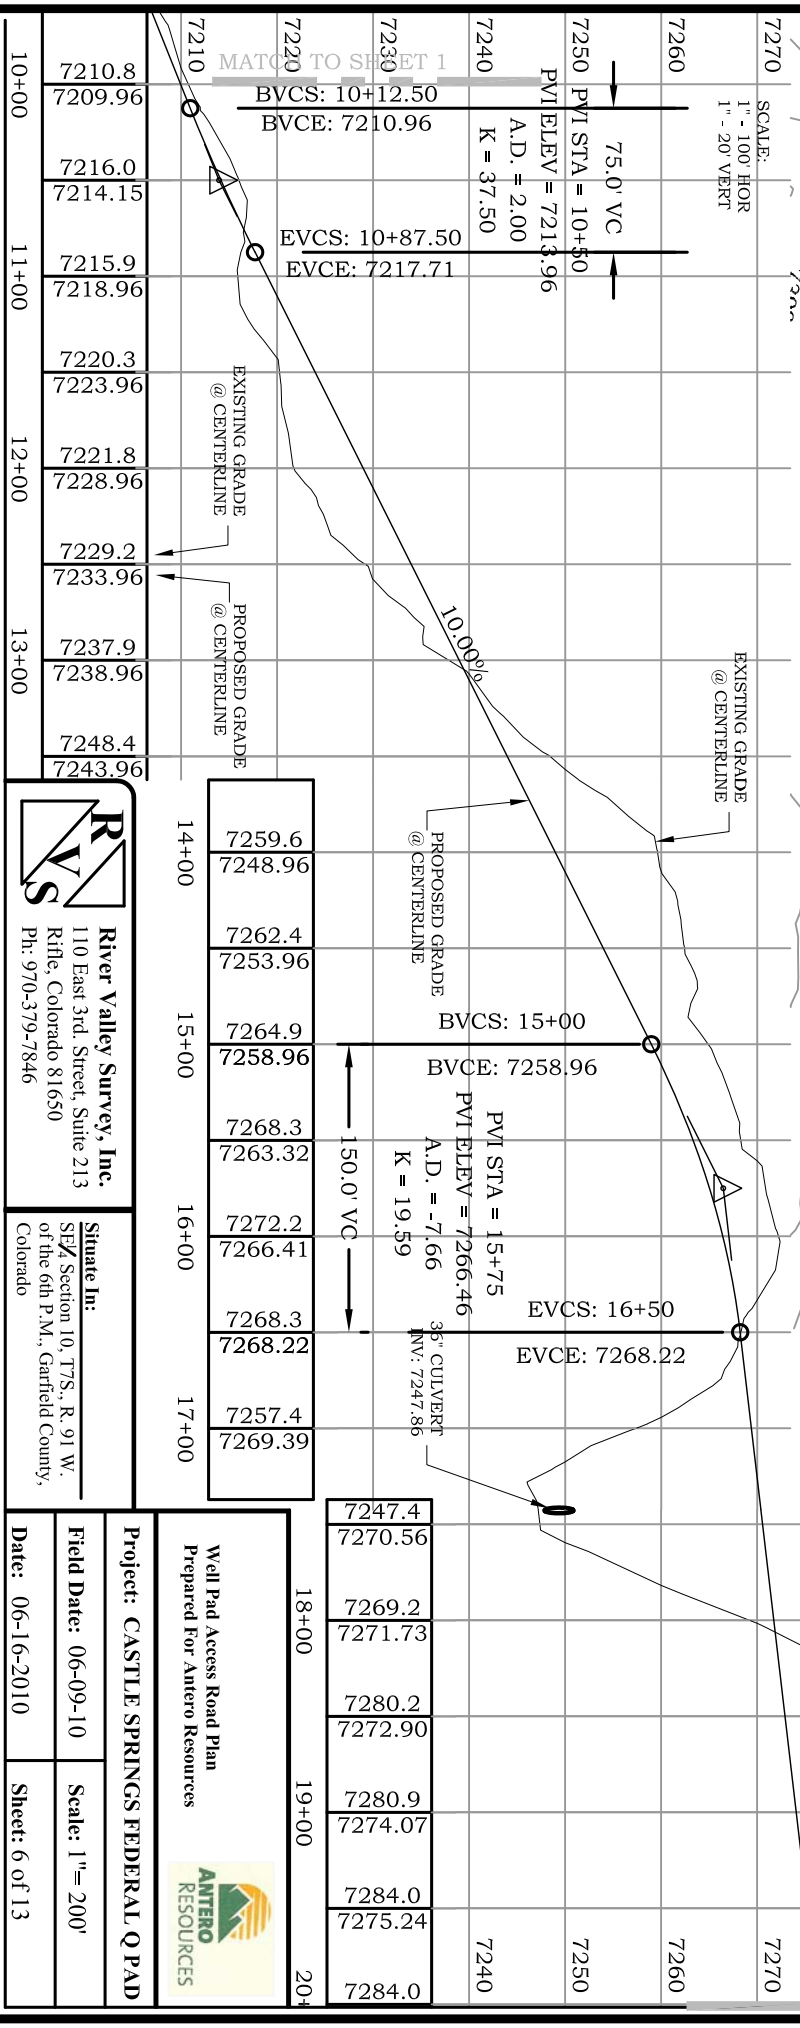 7210
7220
7230
7240
7250
7260
7270
MATCH TO SHEET 1
SCALE:
1" - 100' HOR
1" - 20' VERT
BVCS: 10+12.50
BVCE: 7210.96
EVCS: 10+87.50
EVCE: 7217.71
75.0' VC
PVI STA = 10+50
PVI ELEV = 7213.96
A.D. = 2.00
K = 37.50
10+00
7210.8
7209.96
7216.0
7214.15
11+00
7215.9
7218.96
7220.3
7223.96
12+00
7221.8
7228.96
7229.2
7233.96
13+00
7237.9
7238.96
7248.4
7243.96
EXISTING GRADE
@ CENTERLINE
PROPOSED GRADE
@ CENTERLINE
10.00%
EXISTING GRADE
@ CENTERLINE
PROPOSED GRADE
@ CENTERLINE
14+00
7259.6
7248.96
7262.4
7253.96
15+00
7264.9
7258.96
7268.3
7263.32
16+00
7272.2
7266.41
7268.3
7268.22
17+00
7257.4
7269.39
BVCS: 15+00
BVCE: 7258.96
PVI STA = 15+75
PVI ELEV = 7266.46
A.D. = -7.66
K = 19.59
150.0' VC
EVCS: 16+50
EVCE: 7268.22
36" CULVERT
INV: 7247.86
7247.4
7270.56
18+00
7269.2
7271.73
7280.2
7272.90
19+00
7280.9
7274.07
7284.0
7275.24
20+
7284.0
7240
7250
7260
7270
RVS
River Valley Survey, Inc.
110 East 3rd. Street, Suite 213
Rifle, Colorado 81650
Ph: 970-379-7846
Situate In:
SE1/4 Section 10, T7S., R. 91 W.
of the 6th P.M., Garfield County,
Colorado
Well Pad Access Road Plan
Prepared For Antero Resources
ANTERO
RESOURCES
Project: CASTLE SPRINGS FEDERAL Q PAD
Field Date: 06-09-10
Scale: 1"= 200'
Date: 06-16-2010
Sheet: 6 of 13